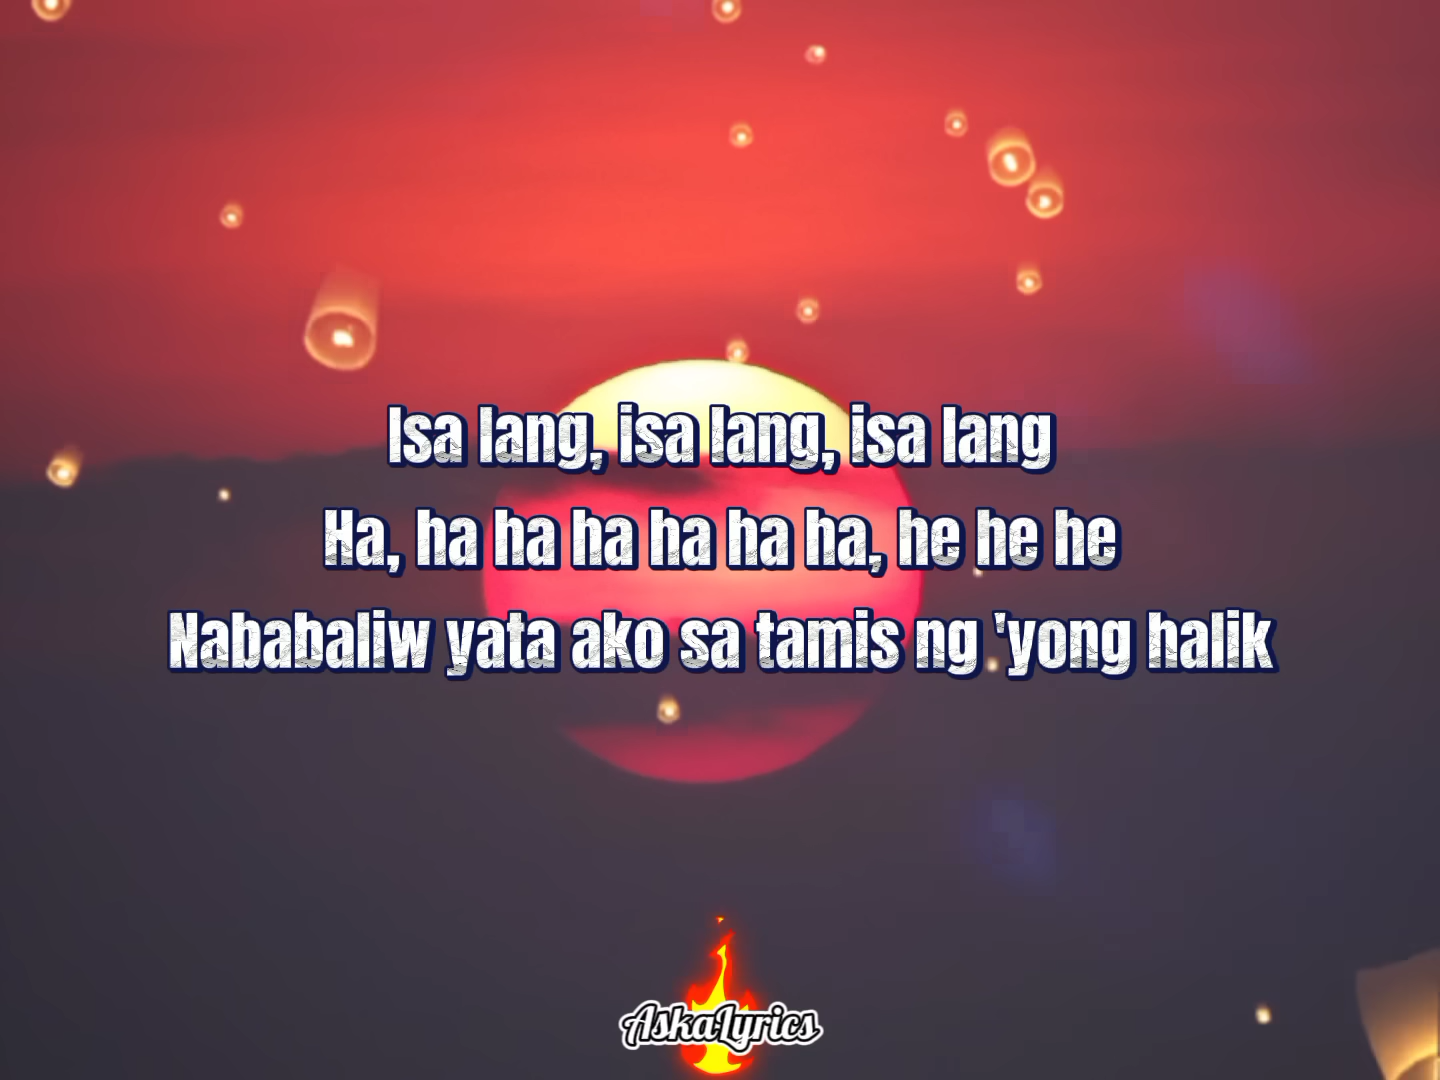 Isa lang, isa lang, isa lang
Ha, ha ha ha ha ha ha, he he he
Nababaliw yata ako sa tamis ng 'yong halik
AskaLyrics